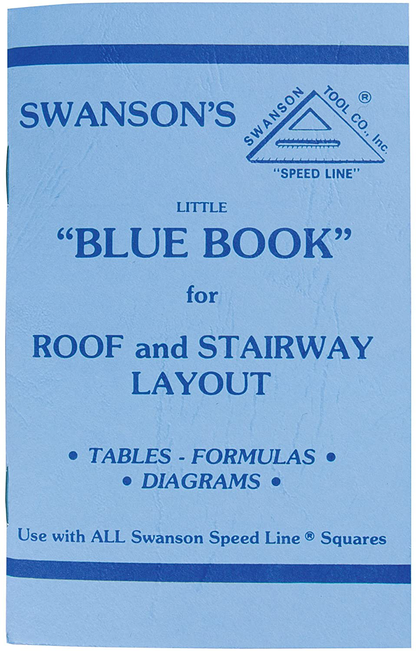 SWANSON'S
SWANSON TOOL CO., Inc. ®
"SPEED LINE"
LITTLE
"BLUE BOOK"
for
ROOF and STAIRWAY
LAYOUT
• TABLES - FORMULAS •
• DIAGRAMS •
Use with ALL Swanson Speed Line ® Squares